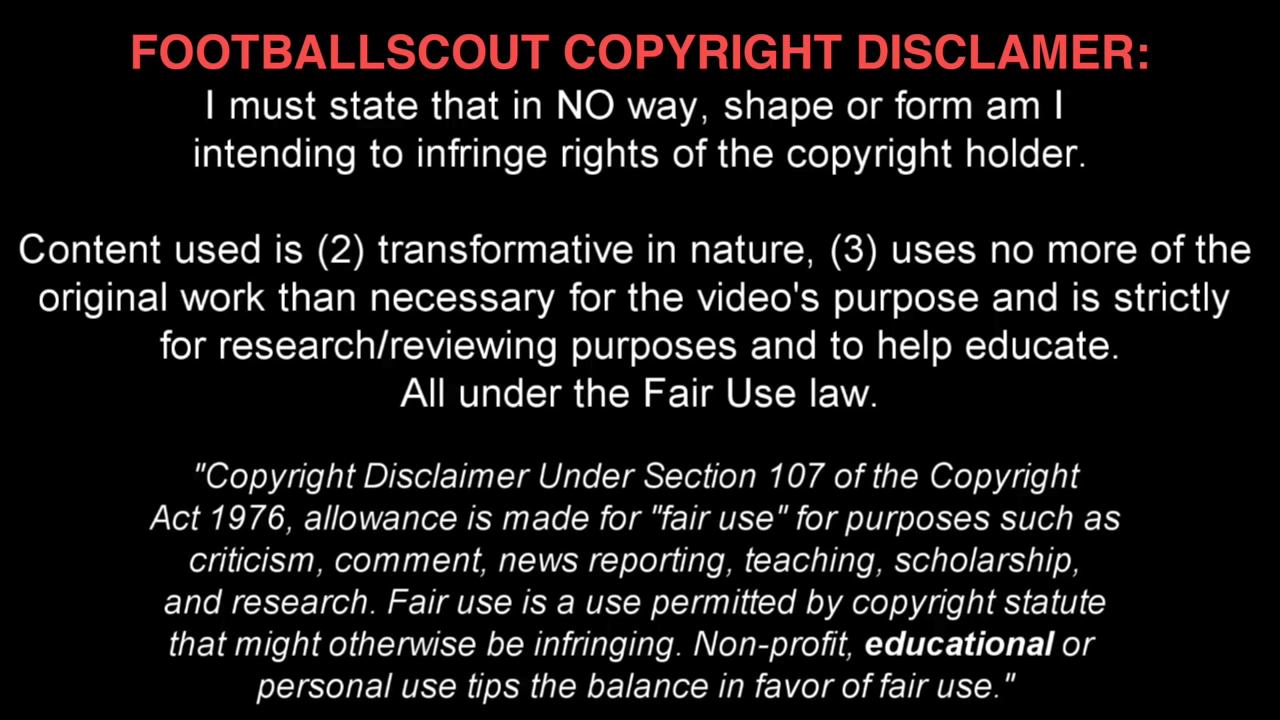 FOOTBALLSCOUT COPYRIGHT DISCLAMER:
I must state that in NO way, shape or form am I
intending to infringe rights of the copyright holder.
Content used is (2) transformative in nature, (3) uses no more of the
original work than necessary for the video's purpose and is strictly
for research/reviewing purposes and to help educate.
All under the Fair Use law.
"Copyright Disclaimer Under Section 107 of the Copyright
Act 1976, allowance is made for "fair use" for purposes such as
criticism, comment, news reporting, teaching, scholarship,
and research. Fair use is a use permitted by copyright statute
that might otherwise be infringing. Non-profit, educational or
personal use tips the balance in favor of fair use."